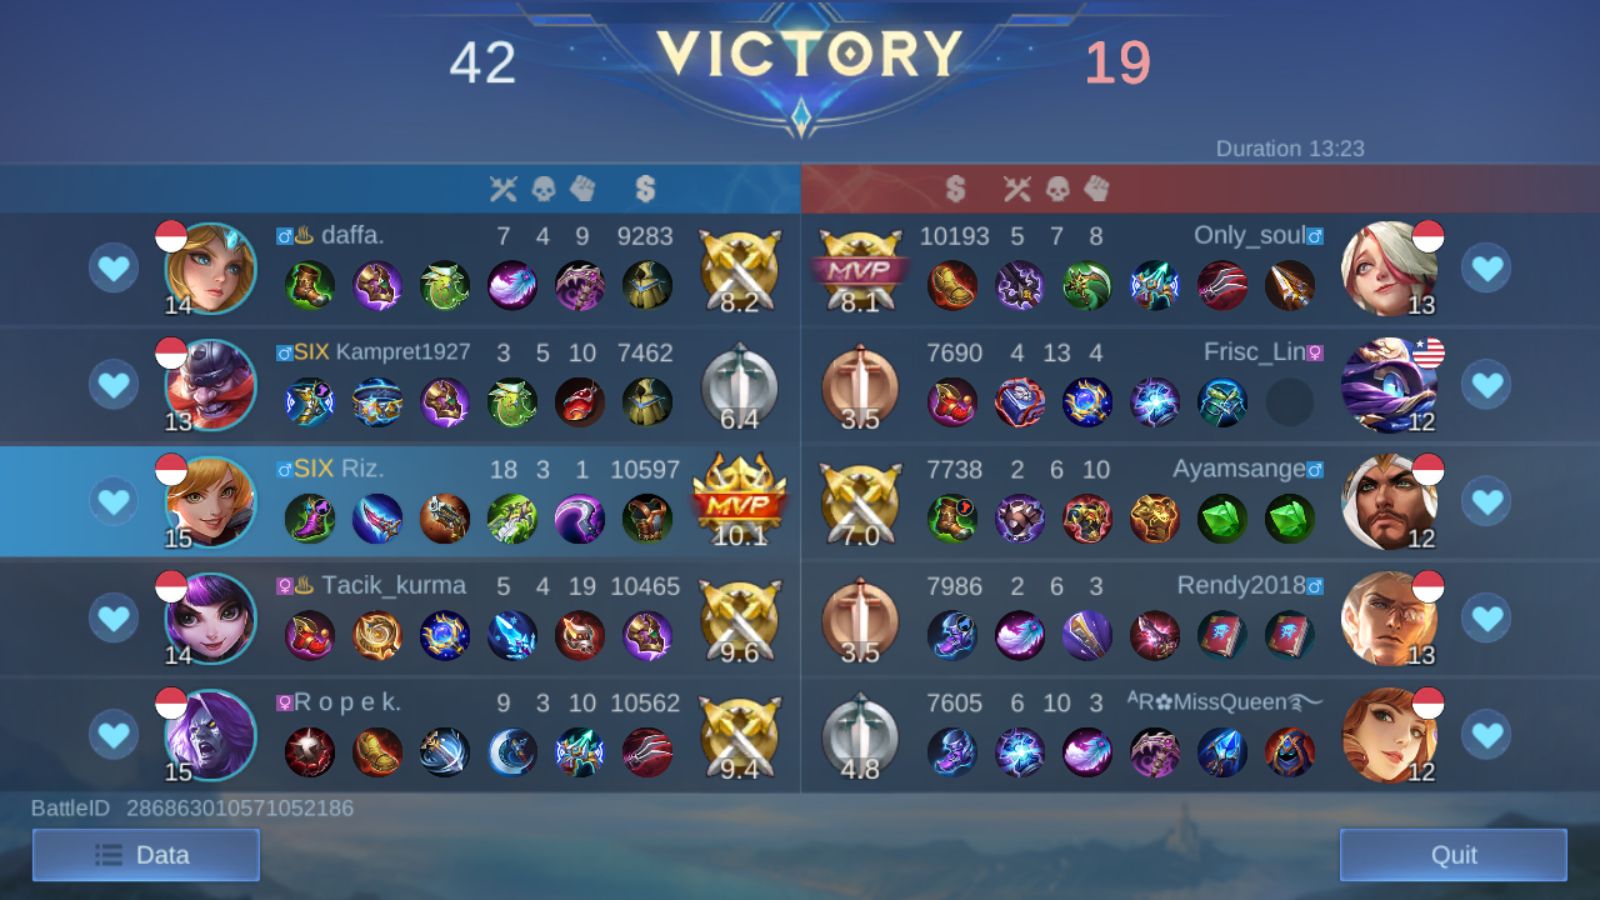 42 VICTORY 19
Duration 13:23
daffa. 7 4 9 9283 14 8.2
10193 5 7 8 Only_soul MVP 8.1 13
SIX Kampret1927 3 5 10 7462 13 6.4
7690 4 13 4 Frisc_Lin 3.5 12
SIX Riz. 18 3 1 10597 15 MVP 10.1
7738 2 6 10 Ayamsange 7.0 12
Tacik_kurma 5 4 19 10465 14 9.6
7986 2 6 3 Rendy2018 3.5 13
R o p e k. 9 3 10 10562 15 9.4
7605 6 10 3 ᴬR✿MissQueen 4.8 12
BattleID 286863010571052186
Data
Quit